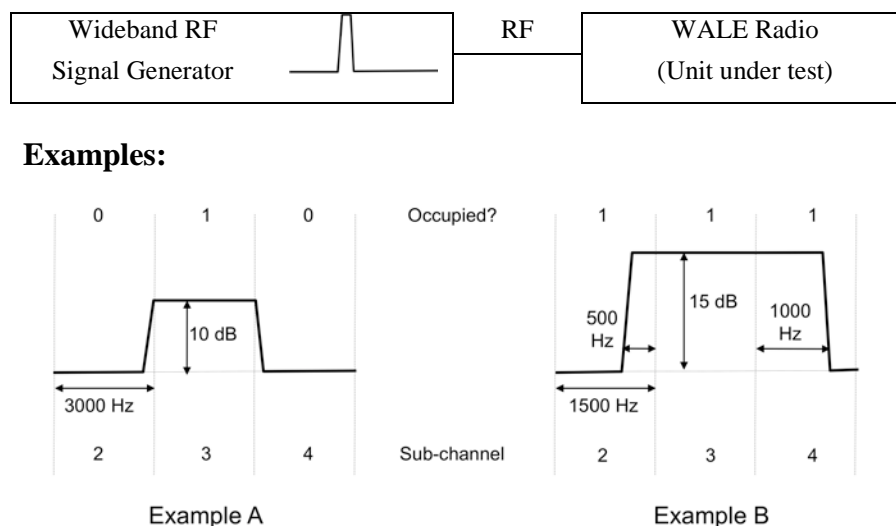 Wideband RF
Signal Generator
RF
WALE Radio
(Unit under test)
Examples:
0 1 0 Occupied? 1 1 1
10 dB
3000 Hz
500
Hz
15 dB
1000
Hz
1500 Hz
2 3 4 Sub-channel 2 3 4
Example A Example B